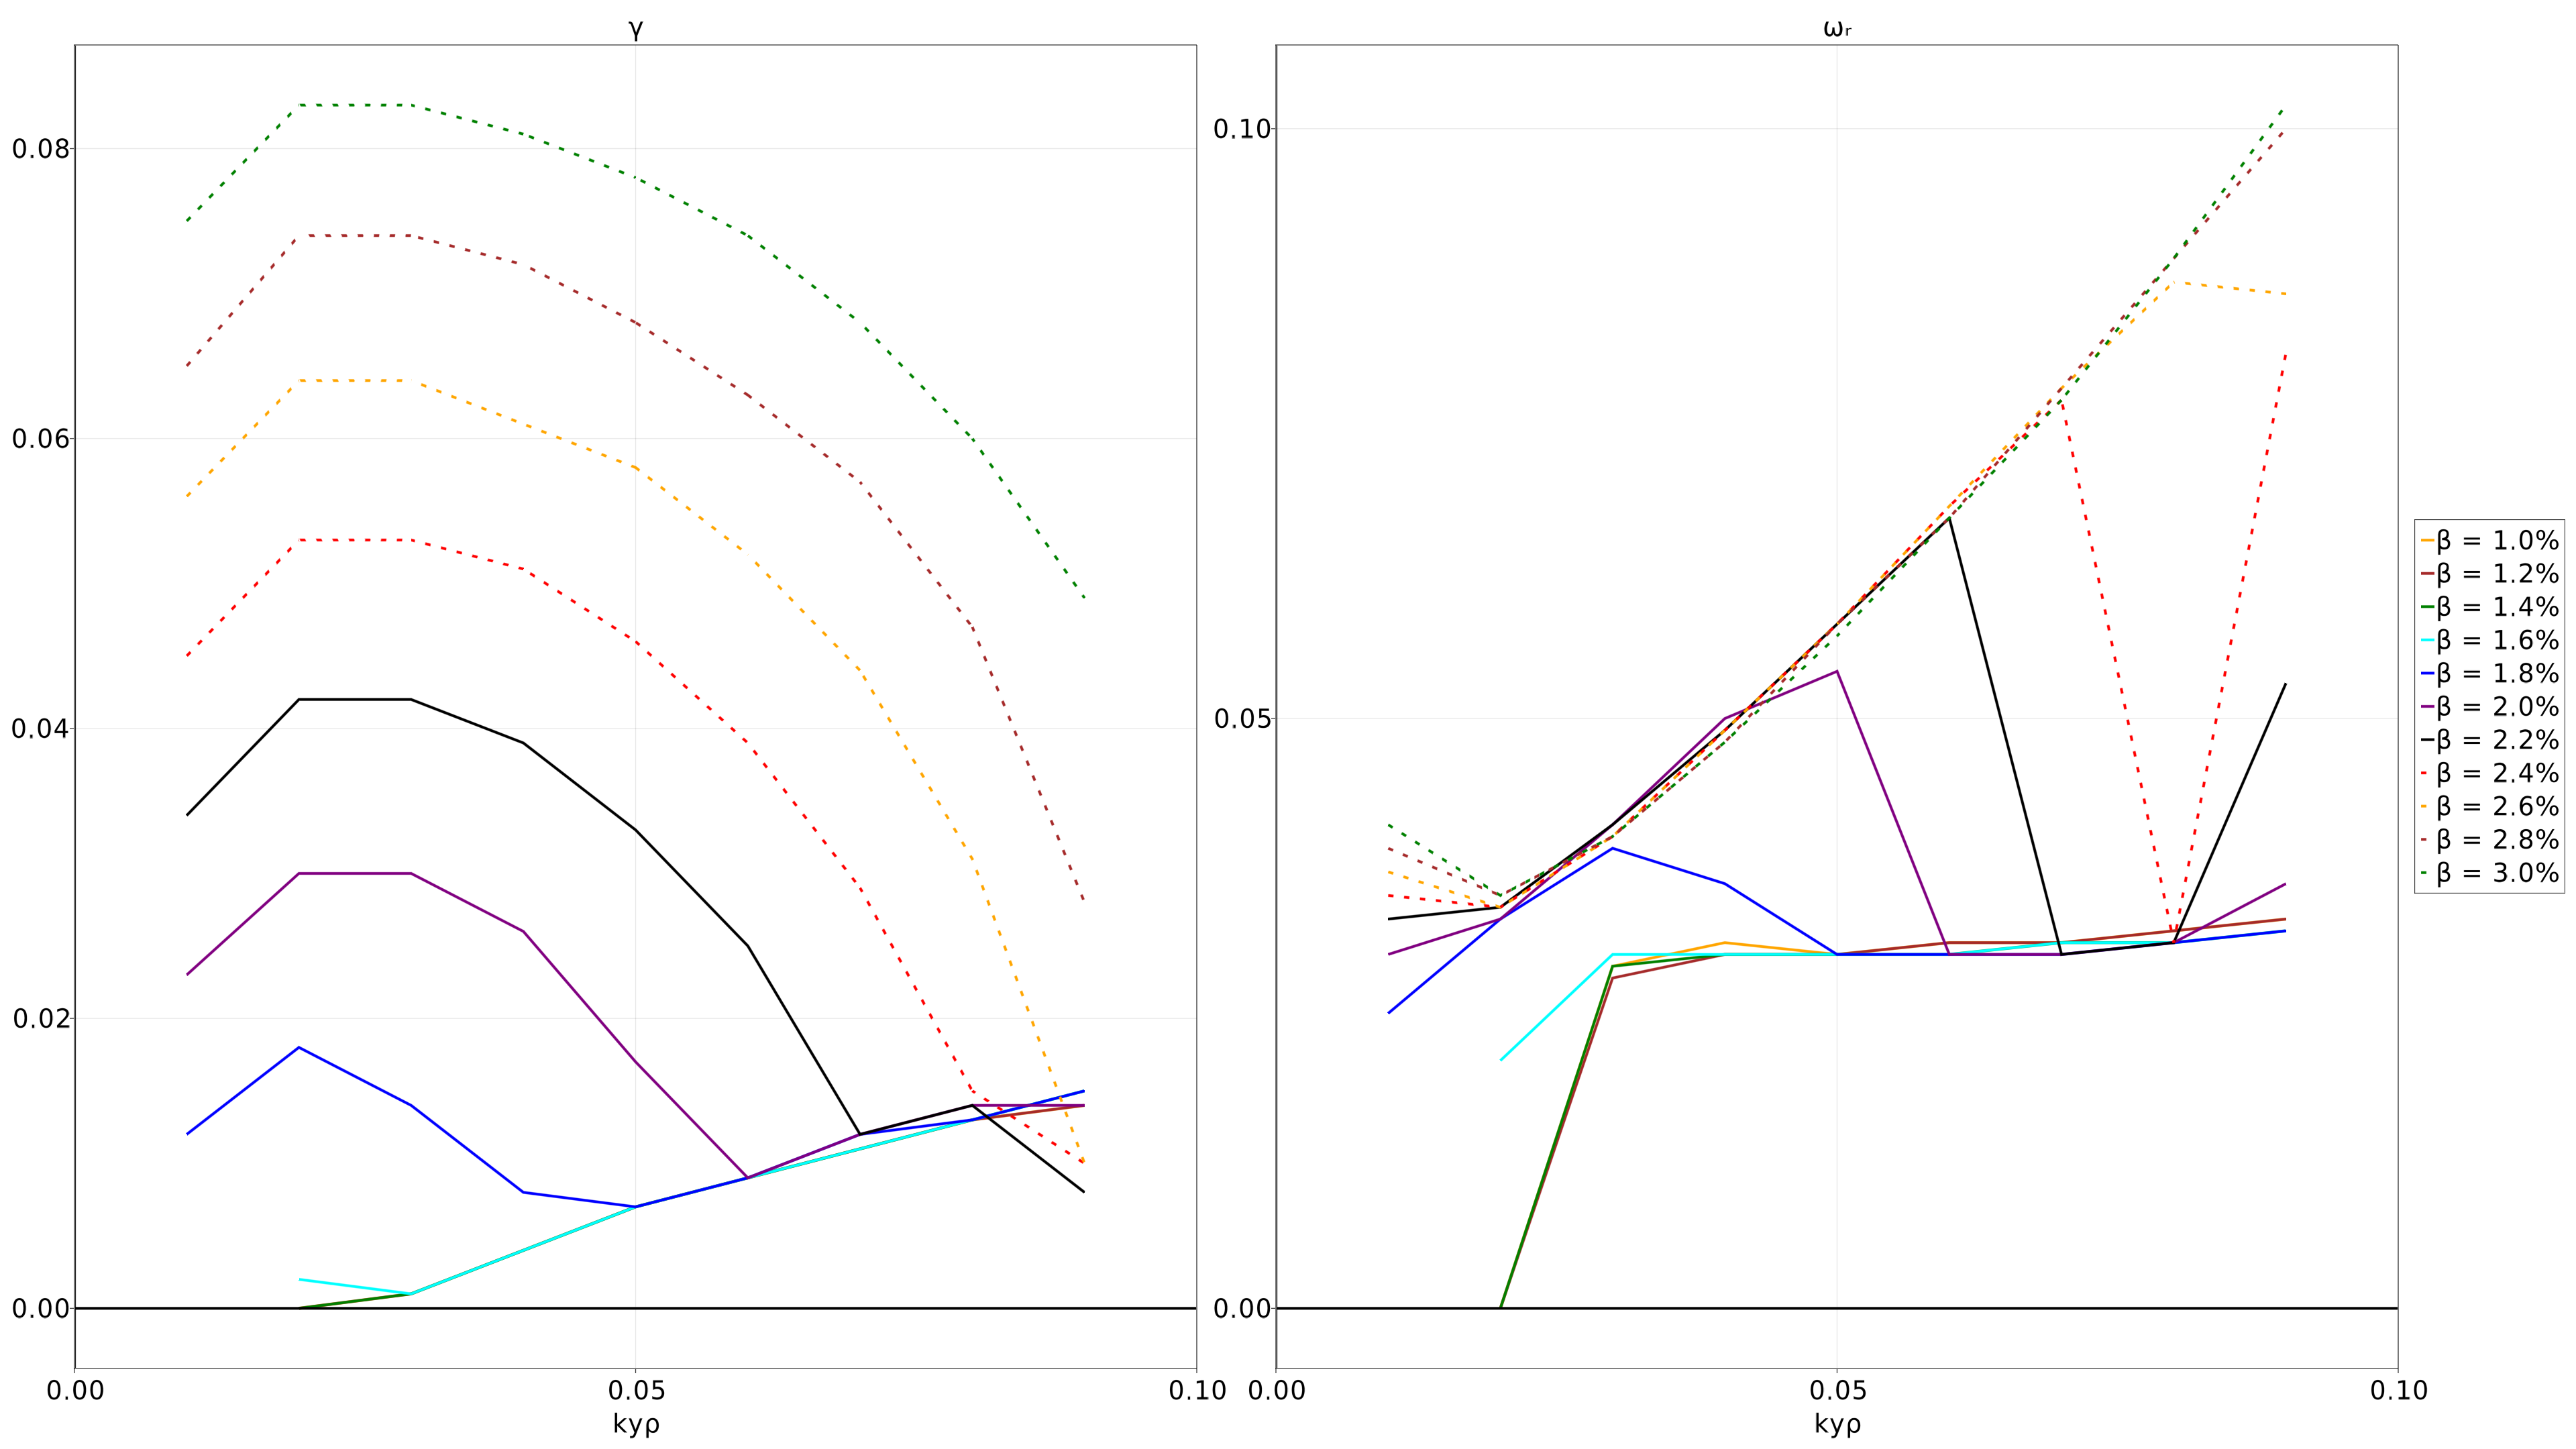 γ
0.08
0.06
0.04
0.02
0.00
0.00
0.05
0.10
kyρ
ωᵣ
0.10
0.05
0.00
0.00
0.05
0.10
kyρ
β = 1.0%
β = 1.2%
β = 1.4%
β = 1.6%
β = 1.8%
β = 2.0%
β = 2.2%
β = 2.4%
β = 2.6%
β = 2.8%
β = 3.0%